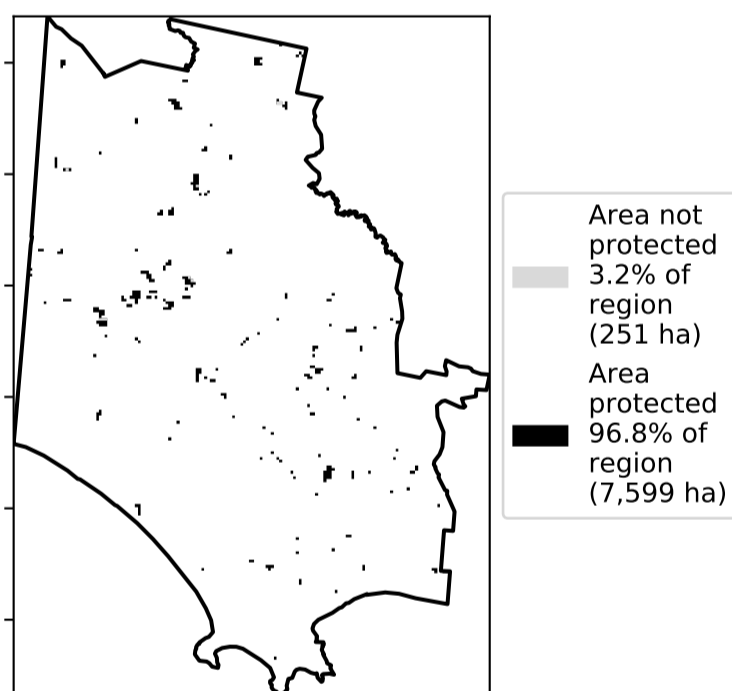 Area not
protected
3.2% of
region
(251 ha)
Area
protected
96.8% of
region
(7,599 ha)